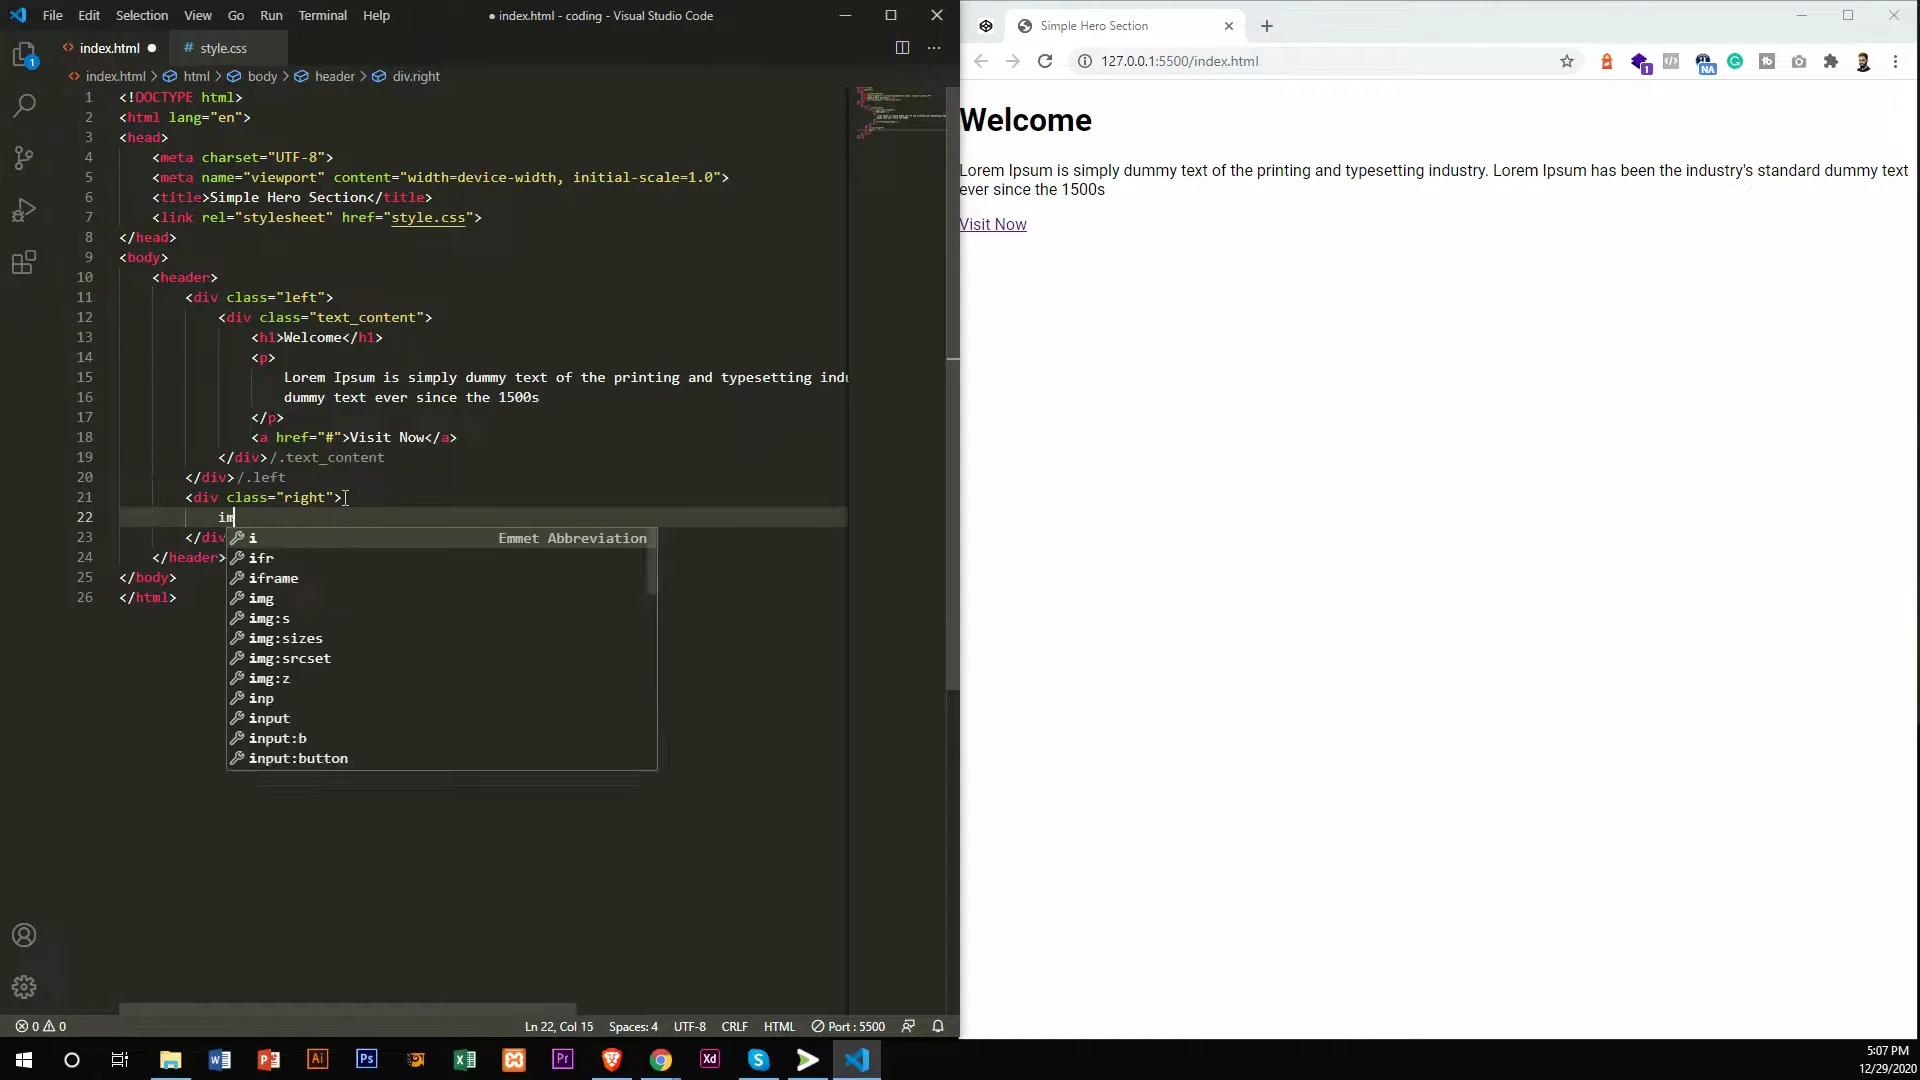 File Edit Selection View Go Run Terminal Help
● index.html - coding - Visual Studio Code
<> index.html ●
# style.css
<> index.html > html > body > header > div.right
1 <!DOCTYPE html>
2 <html lang="en">
3 <head>
4 <meta charset="UTF-8">
5 <meta name="viewport" content="width=device-width, initial-scale=1.0">
6 <title>Simple Hero Section</title>
7 <link rel="stylesheet" href="style.css">
8 </head>
9 <body>
10 <header>
11 <div class="left">
12 <div class="text_content">
13 <h1>Welcome</h1>
14 <p>
15 Lorem Ipsum is simply dummy text of the printing and typesetting indu
16 dummy text ever since the 1500s
17 </p>
18 <a href="#">Visit Now</a>
19 </div>/.text_content
20 </div>/.left
21 <div class="right">
22 im
23 </div
24 </header>
25 </body>
26 </html>
i Emmet Abbreviation
ifr
iframe
img
img:s
img:sizes
img:srcset
img:z
inp
input
input:b
input:button
1
0 0
Ln 22, Col 15 Spaces: 4 UTF-8 CRLF HTML Port : 5500
Simple Hero Section
127.0.0.1:5500/index.html
1
NA
Welcome
Lorem Ipsum is simply dummy text of the printing and typesetting industry. Lorem Ipsum has been the industry's standard dummy text
ever since the 1500s
Visit Now
Ai
Ps
Pr
Xd
5:07 PM
12/29/2020